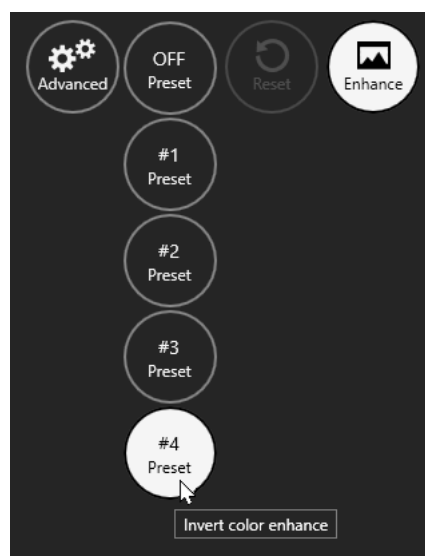 Advanced
OFF
Preset
Reset
Enhance
#1
Preset
#2
Preset
#3
Preset
#4
Preset
Invert color enhance